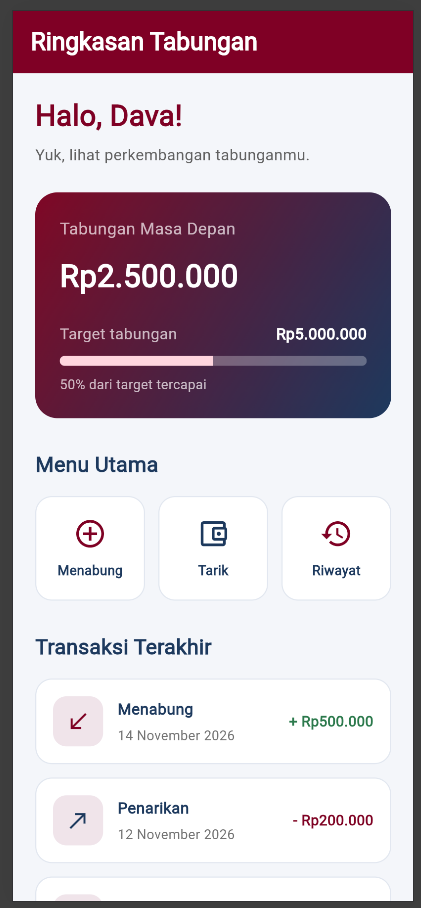 Ringkasan Tabungan
Halo, Dava!
Yuk, lihat perkembangan tabunganmu.
Tabungan Masa Depan
Rp2.500.000
Target tabungan Rp5.000.000
50% dari target tercapai
Menu Utama
Menabung Tarik Riwayat
Transaksi Terakhir
Menabung
14 November 2026
+ Rp500.000
Penarikan
12 November 2026
- Rp200.000